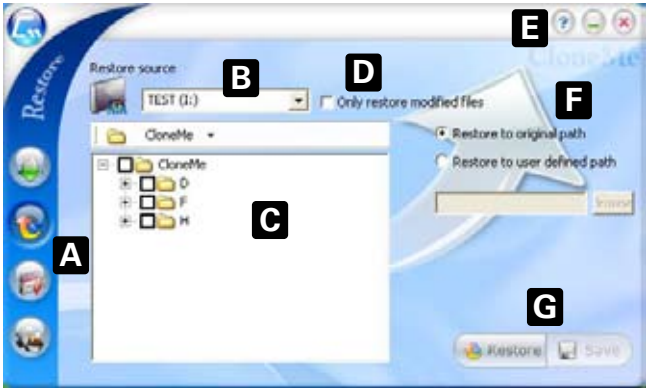 E
?
CloneMe
Restore
Restore source
B
D
F
TEST (I:)
Only restore modified files
CloneMe
Restore to original path
CloneMe
Restore to user defined path
D
F
H
C
Browse
A
G
Restore
Save